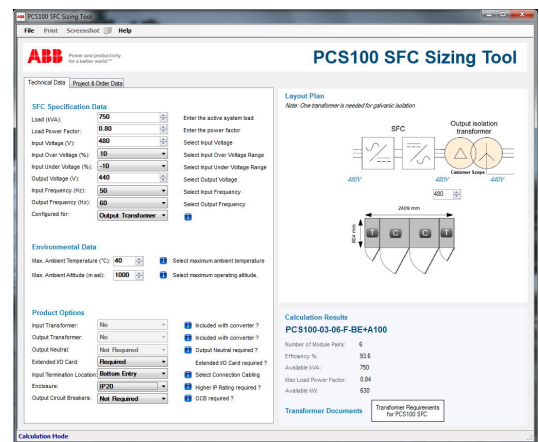 PCS100 SFC Sizing Tool
File Print Screenshot Help
ABB Power and productivity
for a better world™
PCS100 SFC Sizing Tool
Technical Data Project & Order Data
SFC Specification Data
Load (kVA): 750 Enter the active system load
Load Power Factor: 0.80 Enter the power factor
Input Voltage (V): 480 Select Input Voltage
Input Over Voltage (%): 10 Select Input Over Voltage Range
Input Under Voltage (%): -10 Select Input Under Voltage Range
Output Voltage (V): 440 Select Output Voltage
Input Frequency (Hz): 50 Select Input Frequency
Output Frequency (Hz): 60 Select Output Frequency
Configured for: Output Transformer
Environmental Data
Max. Ambient Temperature (°C): 40 Select maximum ambient temperature
Max. Ambient Altitude (m asl): 1000 Select maximum operating altitude.
Product Options
Input Transformer: No Included with converter ?
Output Transformer: No Included with converter ?
Output Neutral: Not Required Output Neutral required ?
Extended I/O Card: Required Extended I/O Card required ?
Input Termination Location: Bottom Entry Select Connection Cabling
Enclosure: IP20 Higher IP Rating required ?
Output Circuit Breakers: Not Required OCB required ?
Layout Plan
Note: One transformer is needed for galvanic isolation
SFC
Output isolation
transformer
Customer Scope
480V 480V 440V
480
2409 mm
804 mm
T C C T
Calculation Results
PCS100-03-06-F-BE+A100
Number of Module Pairs: 6
Efficiency %: 93.6
Available kVA: 750
Max Load Power Factor: 0.84
Available kW: 630
Transformer Documents
Transformer Requirements
for PCS100 SFC
Calculation Mode